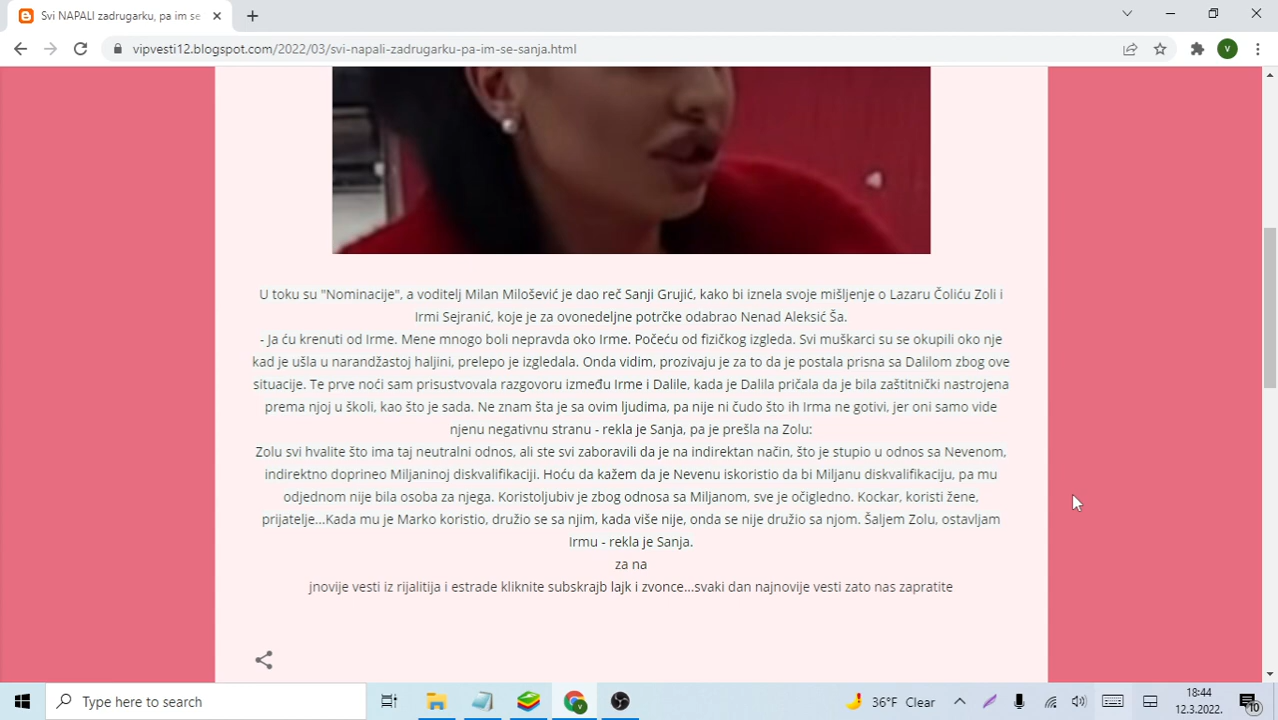 Svi NAPALI zadrugarku, pa im se
vipvesti12.blogspot.com/2022/03/svi-napali-zadrugarku-pa-im-se-sanja.html
V
U toku su "Nominacije", a voditelj Milan Milošević je dao reč Sanji Grujić, kako bi iznela svoje mišljenje o Lazaru Čoliću Zoli i
Irmi Sejranić, koje je za ovonedeljne potrčke odabrao Nenad Aleksić Ša.
- Ja ću krenuti od Irme. Mene mnogo boli nepravda oko Irme. Počeću od fizičkog izgleda. Svi muškarci su se okupili oko nje
kad je ušla u narandžastoj haljini, prelepo je izgledala. Onda vidim, prozivaju je za to da je postala prisna sa Dalilom zbog ove
situacije. Te prve noći sam prisustvovala razgovoru između Irme i Dalile, kada je Dalila pričala da je bila zaštitnički nastrojena
prema njoj u školi, kao što je sada. Ne znam šta je sa ovim ljudima, pa nije ni čudo što ih Irma ne gotivi, jer oni samo vide
njenu negativnu stranu - rekla je Sanja, pa je prešla na Zolu:
Zolu svi hvalite što ima taj neutralni odnos, ali ste svi zaboravili da je na indirektan način, što je stupio u odnos sa Nevenom,
indirektno doprineo Miljaninoj diskvalifikaciji. Hoću da kažem da je Nevenu iskoristio da bi Miljanu diskvalifikaciju, pa mu
odjednom nije bila osoba za njega. Koristoljubiv je zbog odnosa sa Miljanom, sve je očigledno. Kockar, koristi žene,
prijatelje...Kada mu je Marko koristio, družio se sa njim, kada više nije, onda se nije družio sa njom. Šaljem Zolu, ostavljam
Irmu - rekla je Sanja.
za na
jnovije vesti iz rijalitija i estrade kliknite subskrajb lajk i zvonce...svaki dan najnovije vesti zato nas zapratite
Type here to search
V
36°F Clear
18:44
12.3.2022.
10